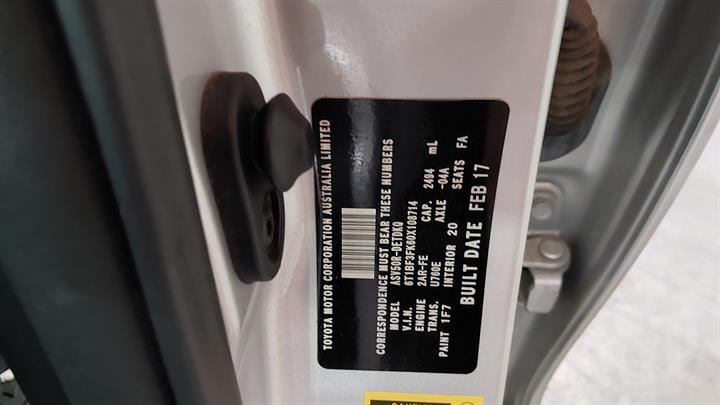 TOYOTA MOTOR CORPORATION AUSTRALIA LIMITED
CORRESPONDENCE MUST BEAR THESE NUMBERS
MODEL ASV50R-DETDKQ
V.I.N. 6T1BF3FK60X108714
ENGINE 2AR-FE CAP. 2494 mL
TRANS. U760E AXLE -04A
PAINT 1F7 INTERIOR 20 SEATS FA
BUILT DATE FEB 17